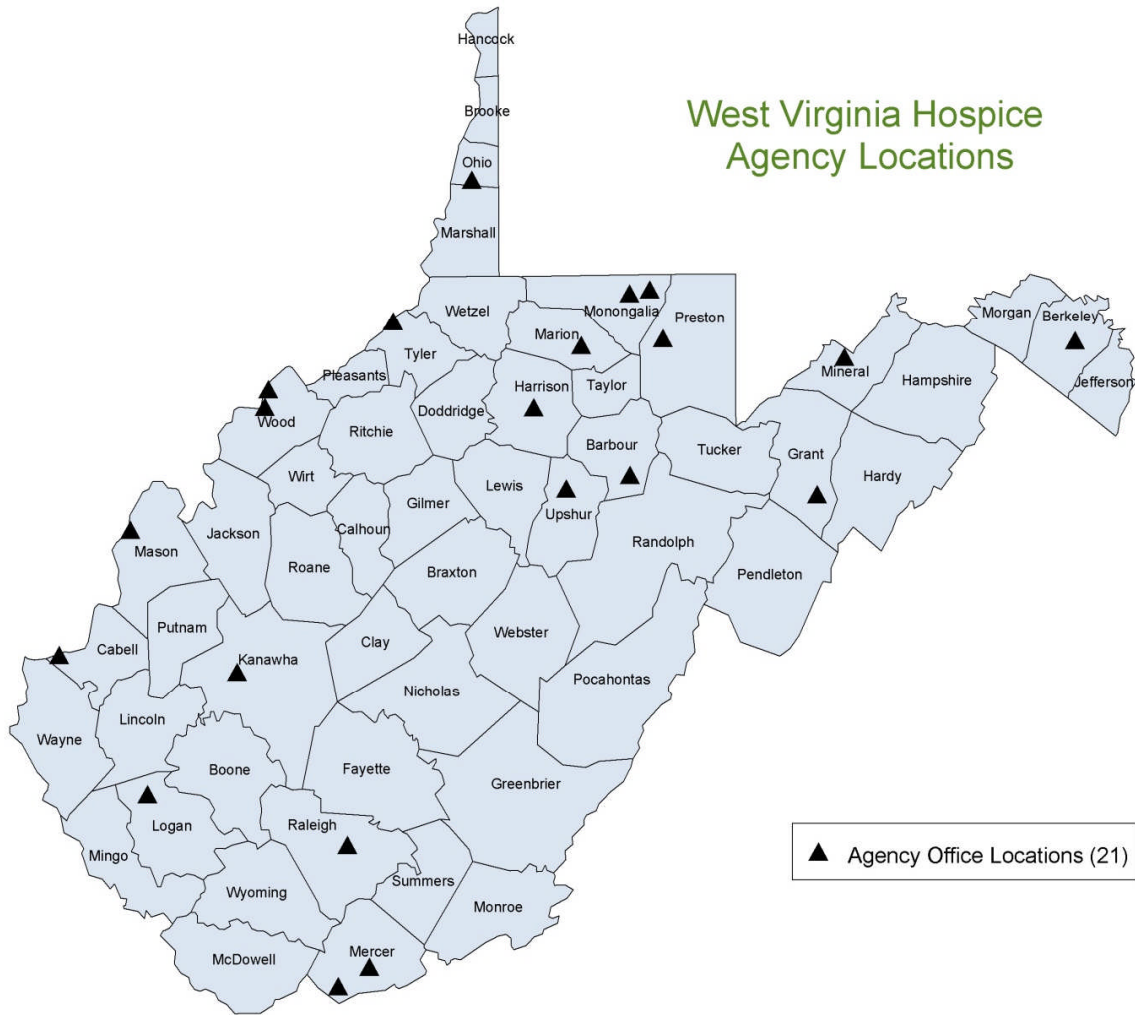 Hancock
West Virginia Hospice
Agency Locations
Brooke
Ohio
Marshall
Wetzel
Monongalia
Preston
Morgan
Berkeley
Marion
Tyler
Mineral
Hampshire
Jefferson
Pleasants
Harrison
Taylor
Doddridge
Wood
Ritchie
Barbour
Tucker
Grant
Hardy
Wirt
Lewis
Gilmer
Upshur
Calhoun
Jackson
Randolph
Mason
Roane
Braxton
Pendleton
Putnam
Webster
Clay
Cabell
Kanawha
Pocahontas
Nicholas
Lincoln
Wayne
Boone
Fayette
Greenbrier
Logan
Raleigh
Mingo
Agency Office Locations (21)
Summers
Wyoming
Monroe
Mercer
McDowell